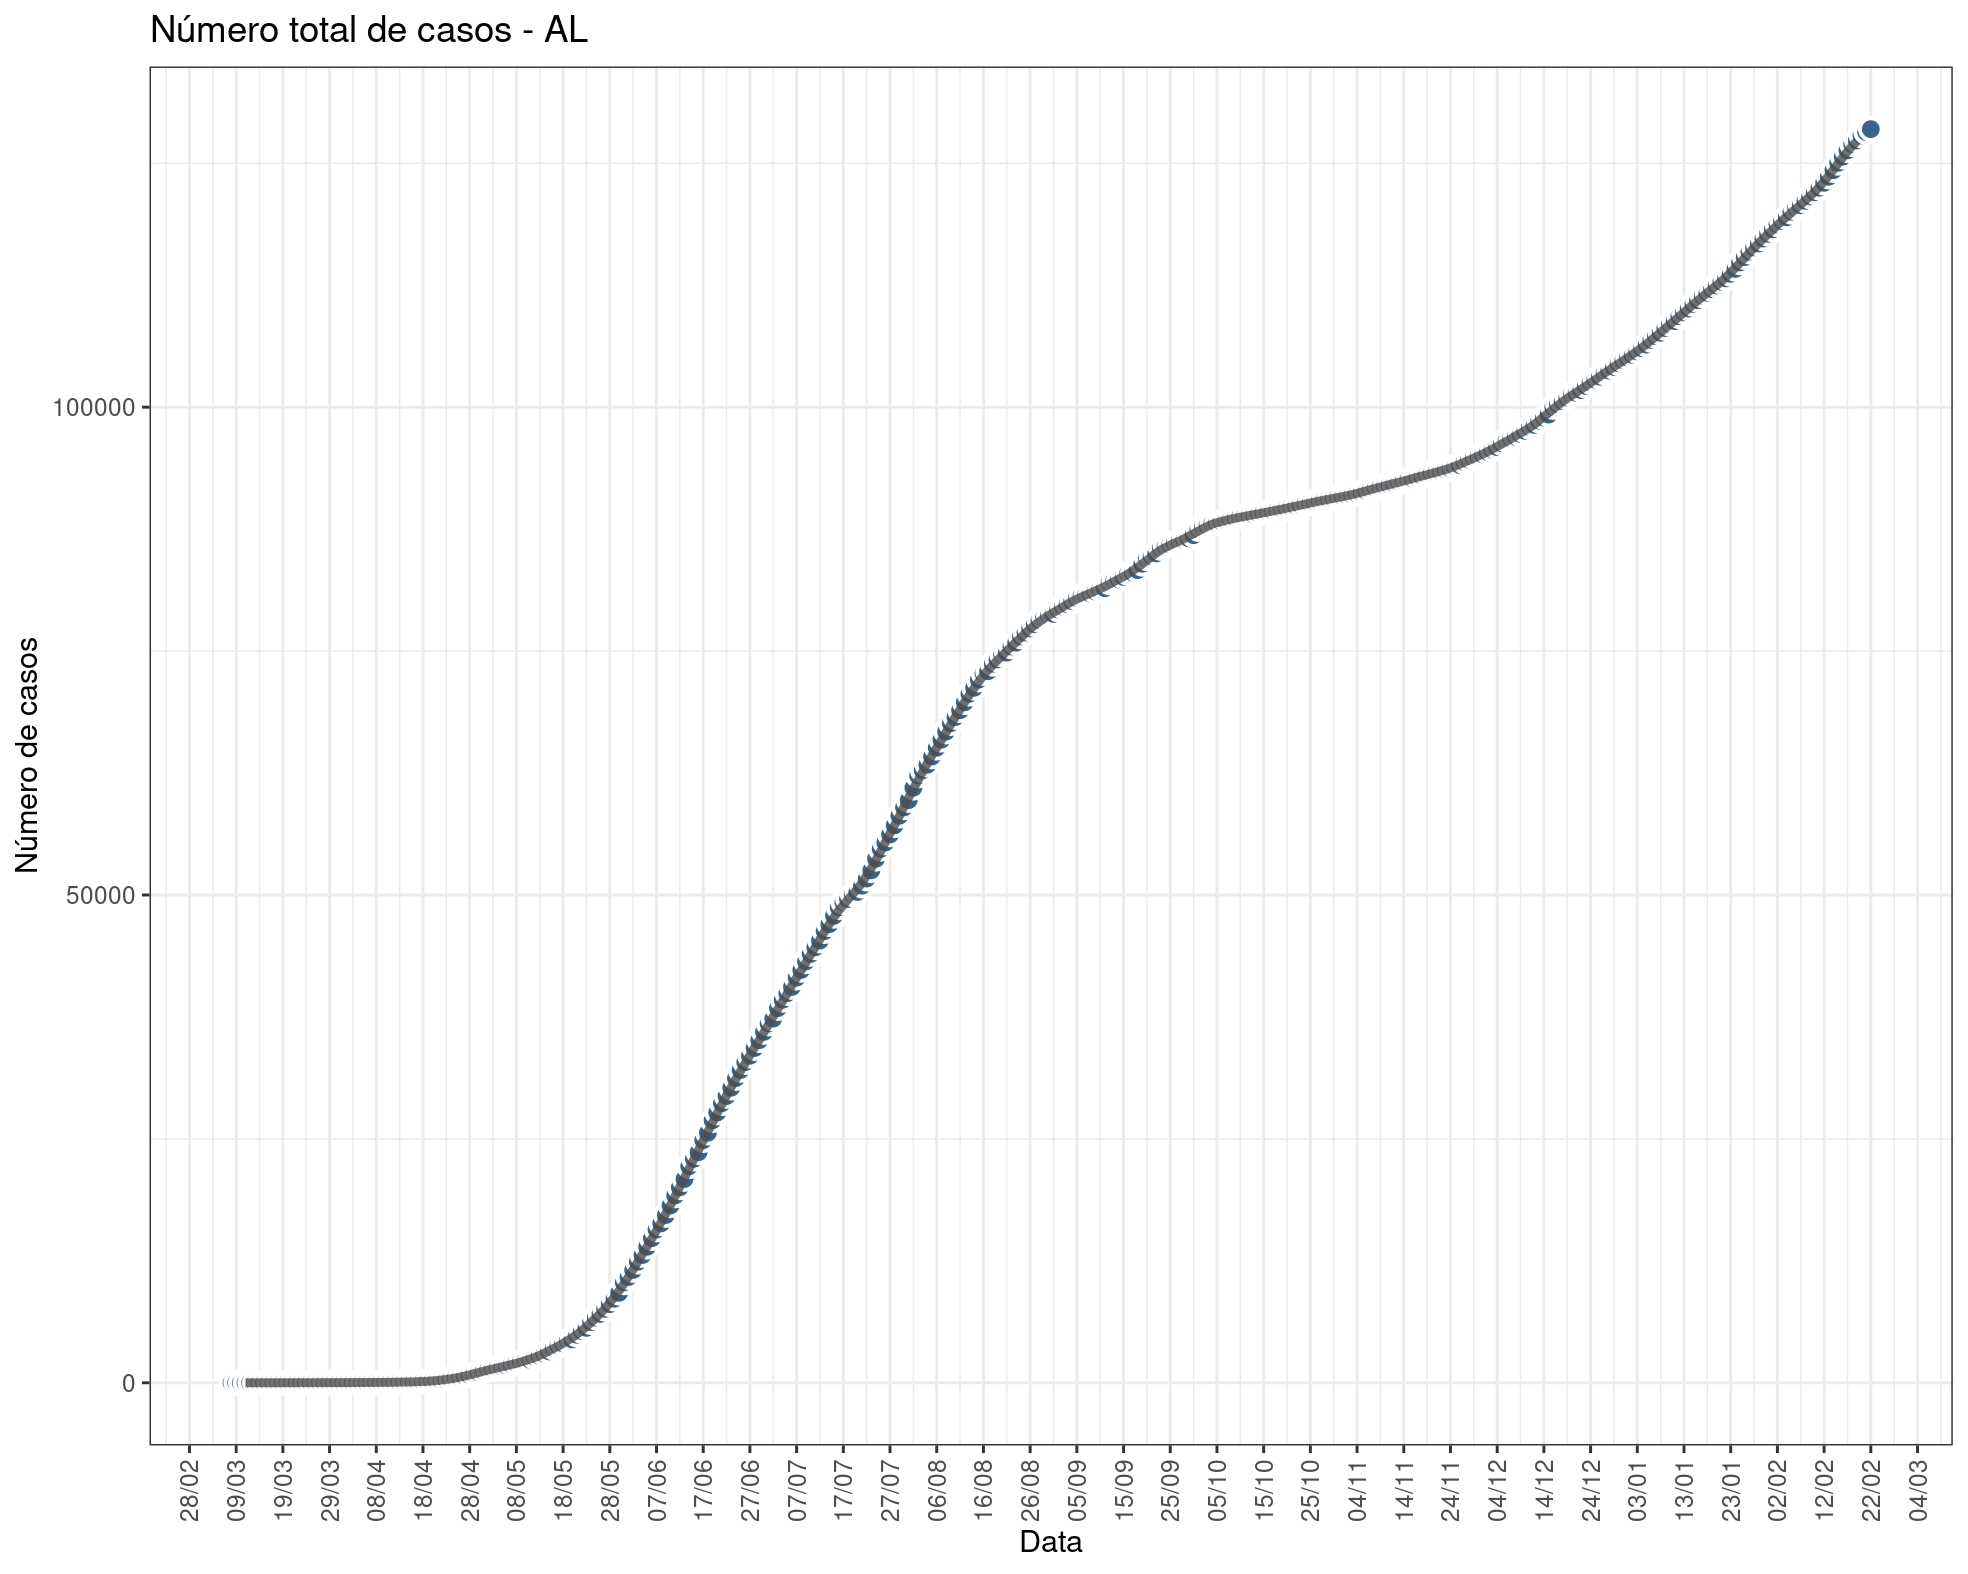 Número total de casos - AL
Número de casos
100000
50000
0
28/02 09/03 19/03 29/03 08/04 18/04 28/04 08/05 18/05 28/05 07/06 17/06 27/06 07/07 17/07 27/07 06/08 16/08 26/08 05/09 15/09 25/09 05/10 15/10 25/10 04/11 14/11 24/11 04/12 14/12 24/12 03/01 13/01 23/01 02/02 12/02 22/02 04/03
Data